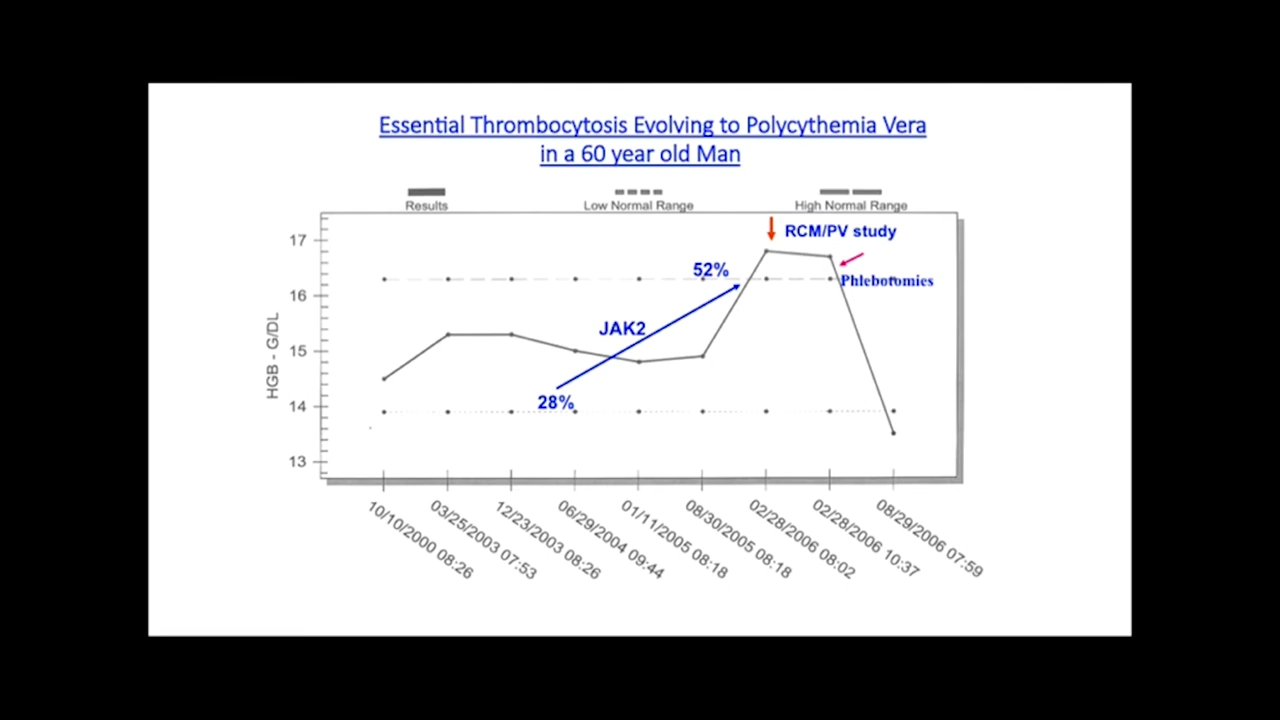 Essential Thrombocytosis Evolving to Polycythemia Vera
in a 60 year old Man
Results
Low Normal Range
High Normal Range
RCM/PV study
Phlebotomies
52%
JAK2
28%
HGB - G/DL
17
16
15
14
13
10/10/2000 08:26
03/25/2003 07:53
12/23/2003 08:26
06/29/2004 09:44
01/11/2005 08:18
08/30/2005 08:18
02/28/2006 08:02
02/28/2006 10:37
08/29/2006 07:59